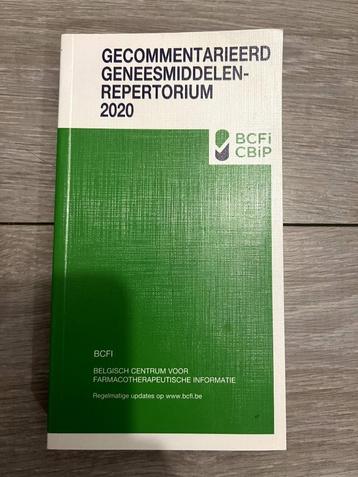 GECOMMENTARIEERD
GENEESMIDDELEN-
REPERTORIUM
2020
BCFi
CBiP
BCFI
BELGISCH CENTRUM VOOR
FARMACOTHERAPEUTISCHE INFORMATIE
Regelmatige updates op www.bcfi.be